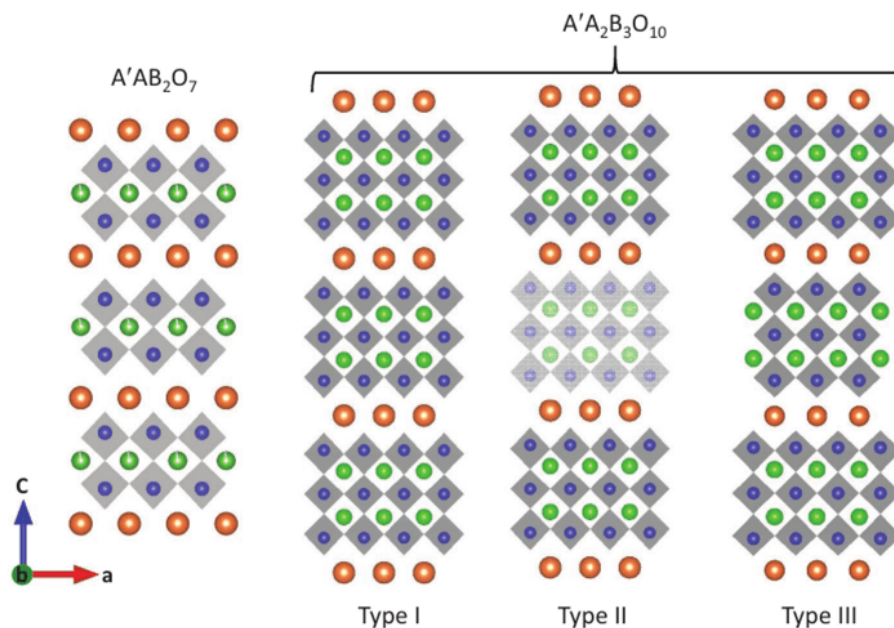 A′A₂B₃O₁₀
A′AB₂O₇
c
b
a
Type I
Type II
Type III